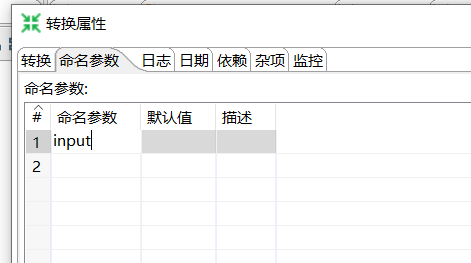 转换属性
转换 命名参数 日志 日期 依赖 杂项 监控
命名参数:
# 命名参数 默认值 描述
1 input
2